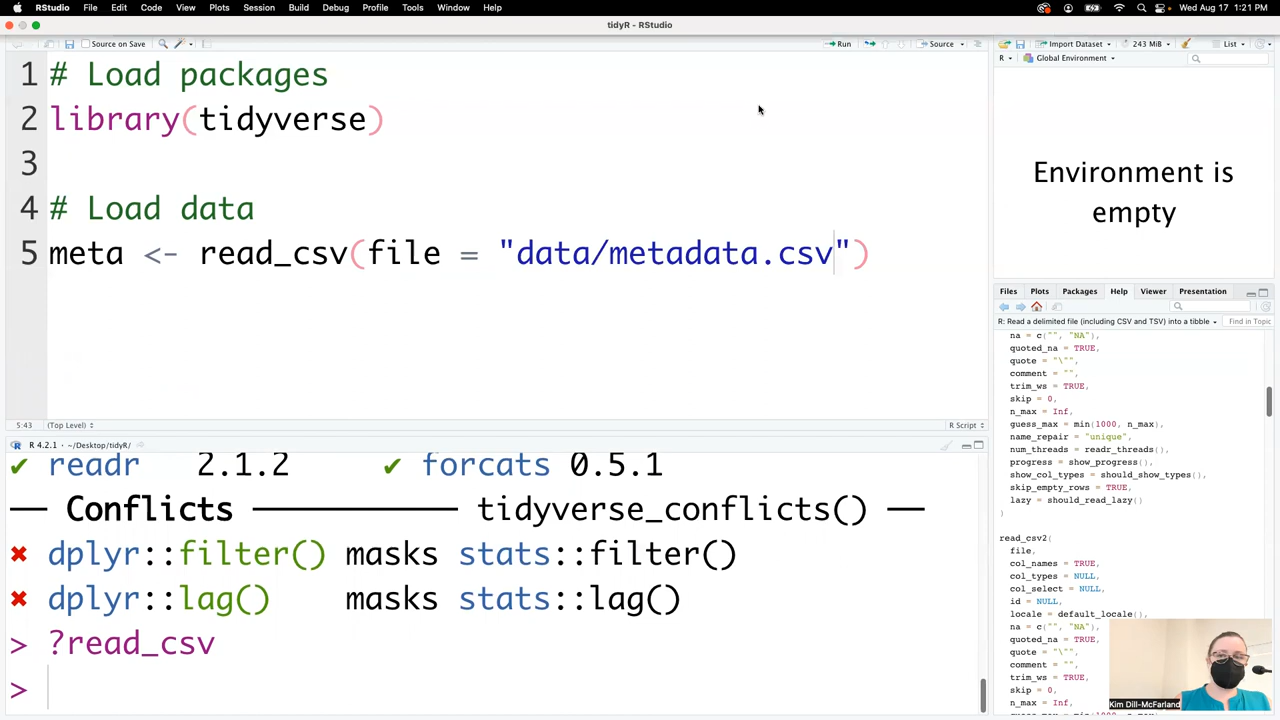 RStudio File Edit Code View Plots Session Build Debug Profile Tools Window Help Wed Aug 17 1:21 PM
tidyR - RStudio
Source on Save Run Source
1 # Load packages
2 library(tidyverse)
3
4 # Load data
5 meta <- read_csv(file = "data/metadata.csv")
5:43 (Top Level) R Script
R 4.2.1 · ~/Desktop/tidyR/
✔ readr 2.1.2 ✔ forcats 0.5.1
── Conflicts ────────── tidyverse_conflicts() ──
✖ dplyr::filter() masks stats::filter()
✖ dplyr::lag() masks stats::lag()
> ?read_csv
>
Import Dataset 243 MiB List
R Global Environment
Environment is
empty
Files Plots Packages Help Viewer Presentation
R: Read a delimited file (including CSV and TSV) into a tibble Find in Topic
na = c("", "NA"),
quoted_na = TRUE,
quote = "\"",
comment = "",
trim_ws = TRUE,
skip = 0,
n_max = Inf,
guess_max = min(1000, n_max),
name_repair = "unique",
num_threads = readr_threads(),
progress = show_progress(),
show_col_types = should_show_types(),
skip_empty_rows = TRUE,
lazy = should_read_lazy()
)
read_csv2(
file,
col_names = TRUE,
col_types = NULL,
col_select = NULL,
id = NULL,
locale = default_locale(),
na = c("", "NA"),
quoted_na = TRUE,
quote = "\"",
comment = "",
trim_ws = TRUE,
skip = 0,
n_max = Inf,
Kim Dill-McFarland